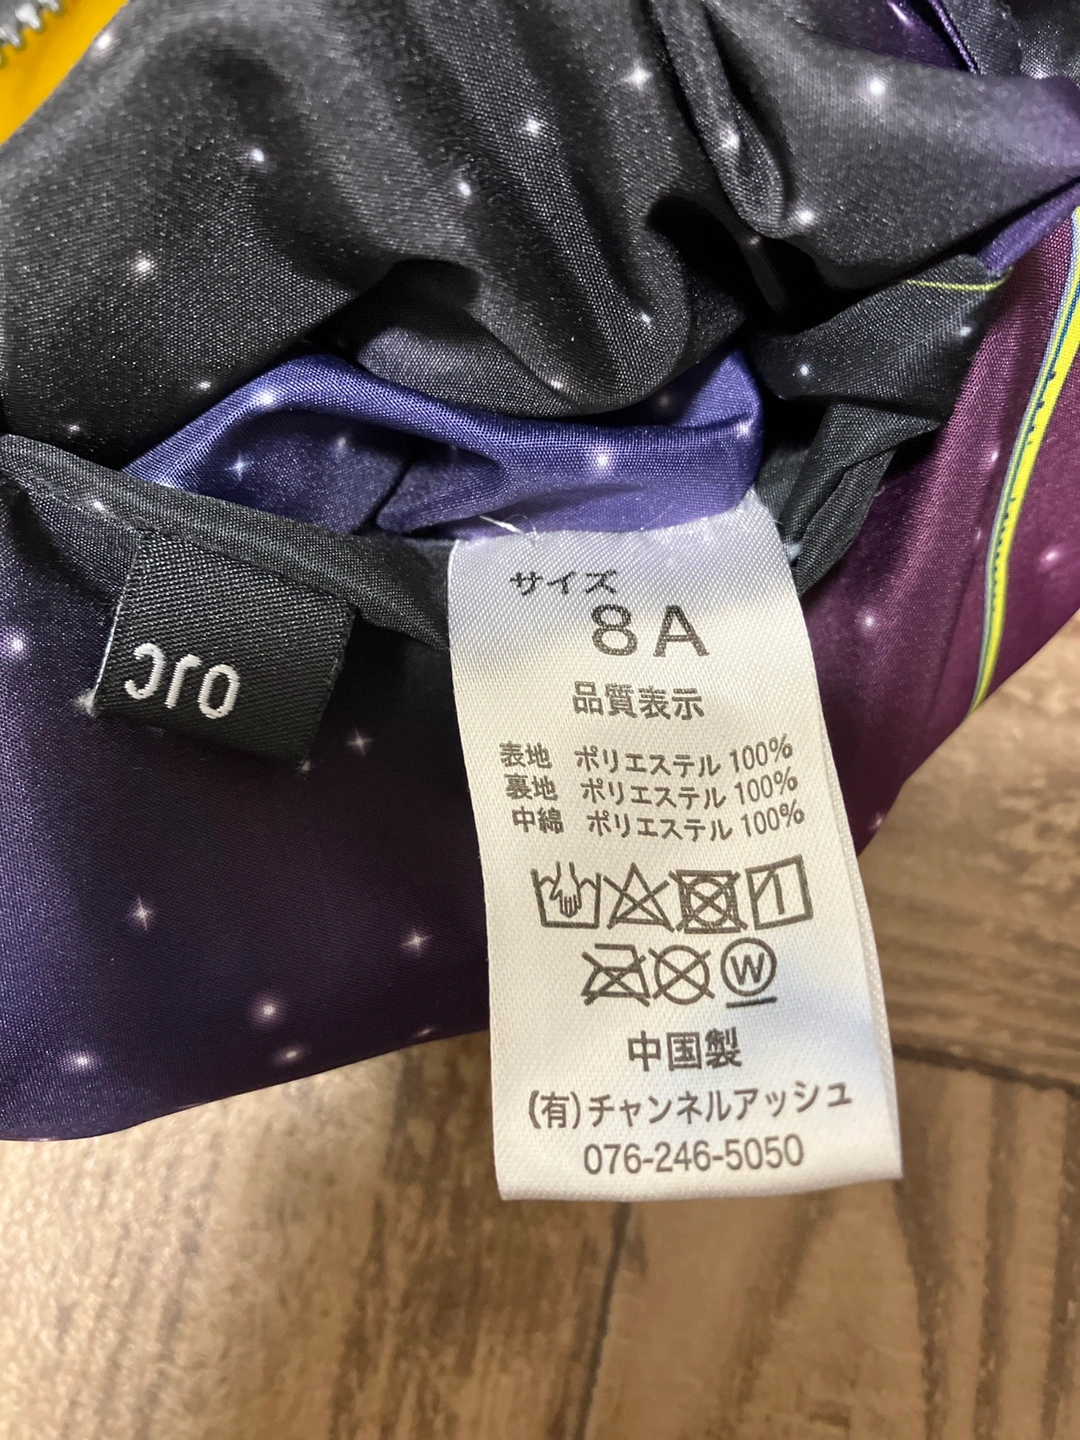 サイズ
8A
品質表示
表地 ポリエステル 100%
裏地 ポリエステル 100%
中綿 ポリエステル 100%
W
中国製
(有)チャンネルアッシュ
076-246-5050